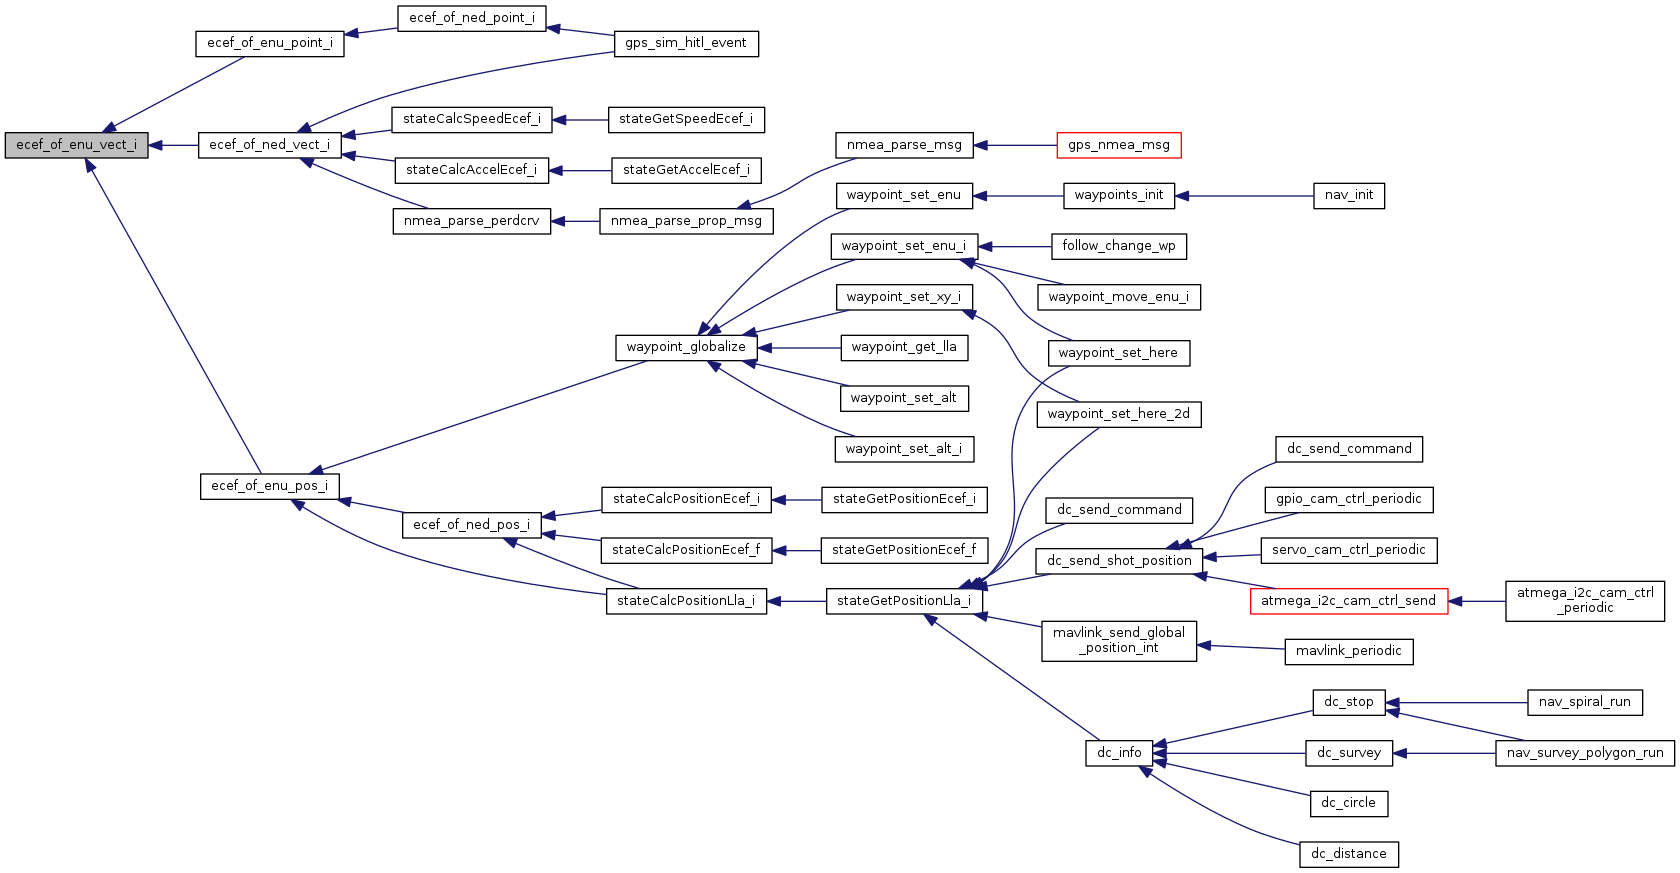 ecef_of_ned_point_i
ecef_of_enu_point_i
gps_sim_hitl_event
stateCalcSpeedEcef_i
stateGetSpeedEcef_i
ecef_of_enu_vect_i
ecef_of_ned_vect_i
nmea_parse_msg
gps_nmea_msg
stateCalcAccelEcef_i
stateGetAccelEcef_i
waypoint_set_enu
waypoints_init
nav_init
nmea_parse_perdcrv
nmea_parse_prop_msg
waypoint_set_enu_i
follow_change_wp
waypoint_set_xy_i
waypoint_move_enu_i
waypoint_globalize
waypoint_get_lla
waypoint_set_here
waypoint_set_alt
waypoint_set_here_2d
waypoint_set_alt_i
dc_send_command
ecef_of_enu_pos_i
stateCalcPositionEcef_i
stateGetPositionEcef_i
gpio_cam_ctrl_periodic
dc_send_command
ecef_of_ned_pos_i
stateCalcPositionEcef_f
stateGetPositionEcef_f
servo_cam_ctrl_periodic
dc_send_shot_position
stateCalcPositionLla_i
stateGetPositionLla_i
atmega_i2c_cam_ctrl_send
atmega_i2c_cam_ctrl
_periodic
mavlink_send_global
_position_int
mavlink_periodic
dc_stop
nav_spiral_run
dc_info
dc_survey
nav_survey_polygon_run
dc_circle
dc_distance